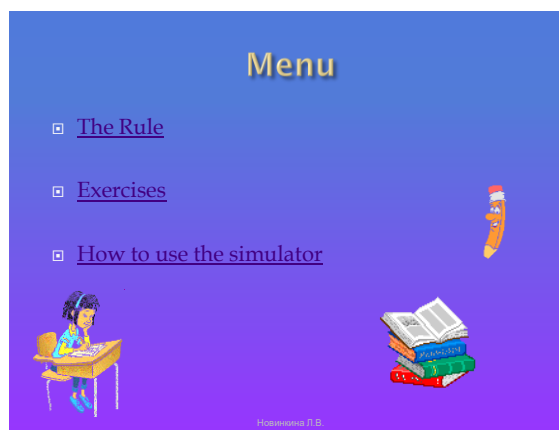 Menu
The Rule
Exercises
How to use the simulator
Новинкина Л.В.